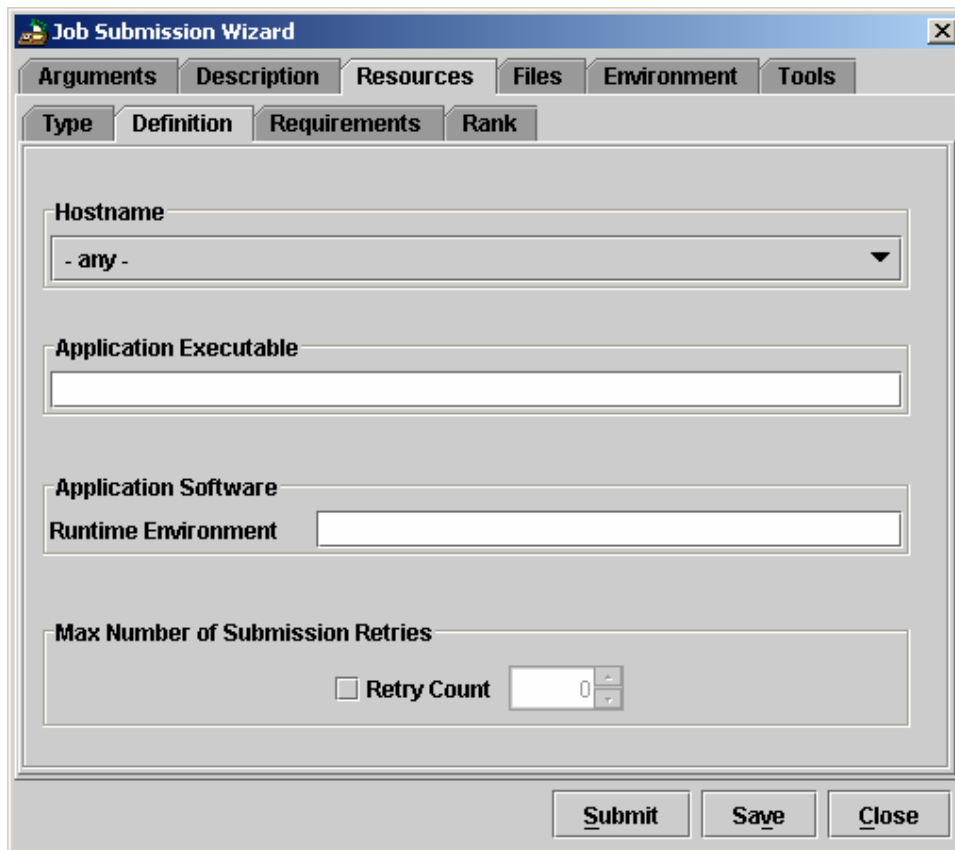 Job Submission Wizard
Arguments Description Resources Files Environment Tools
Type Definition Requirements Rank
Hostname
- any -
Application Executable
Application Software
Runtime Environment
Max Number of Submission Retries
Retry Count 0
Submit Save Close